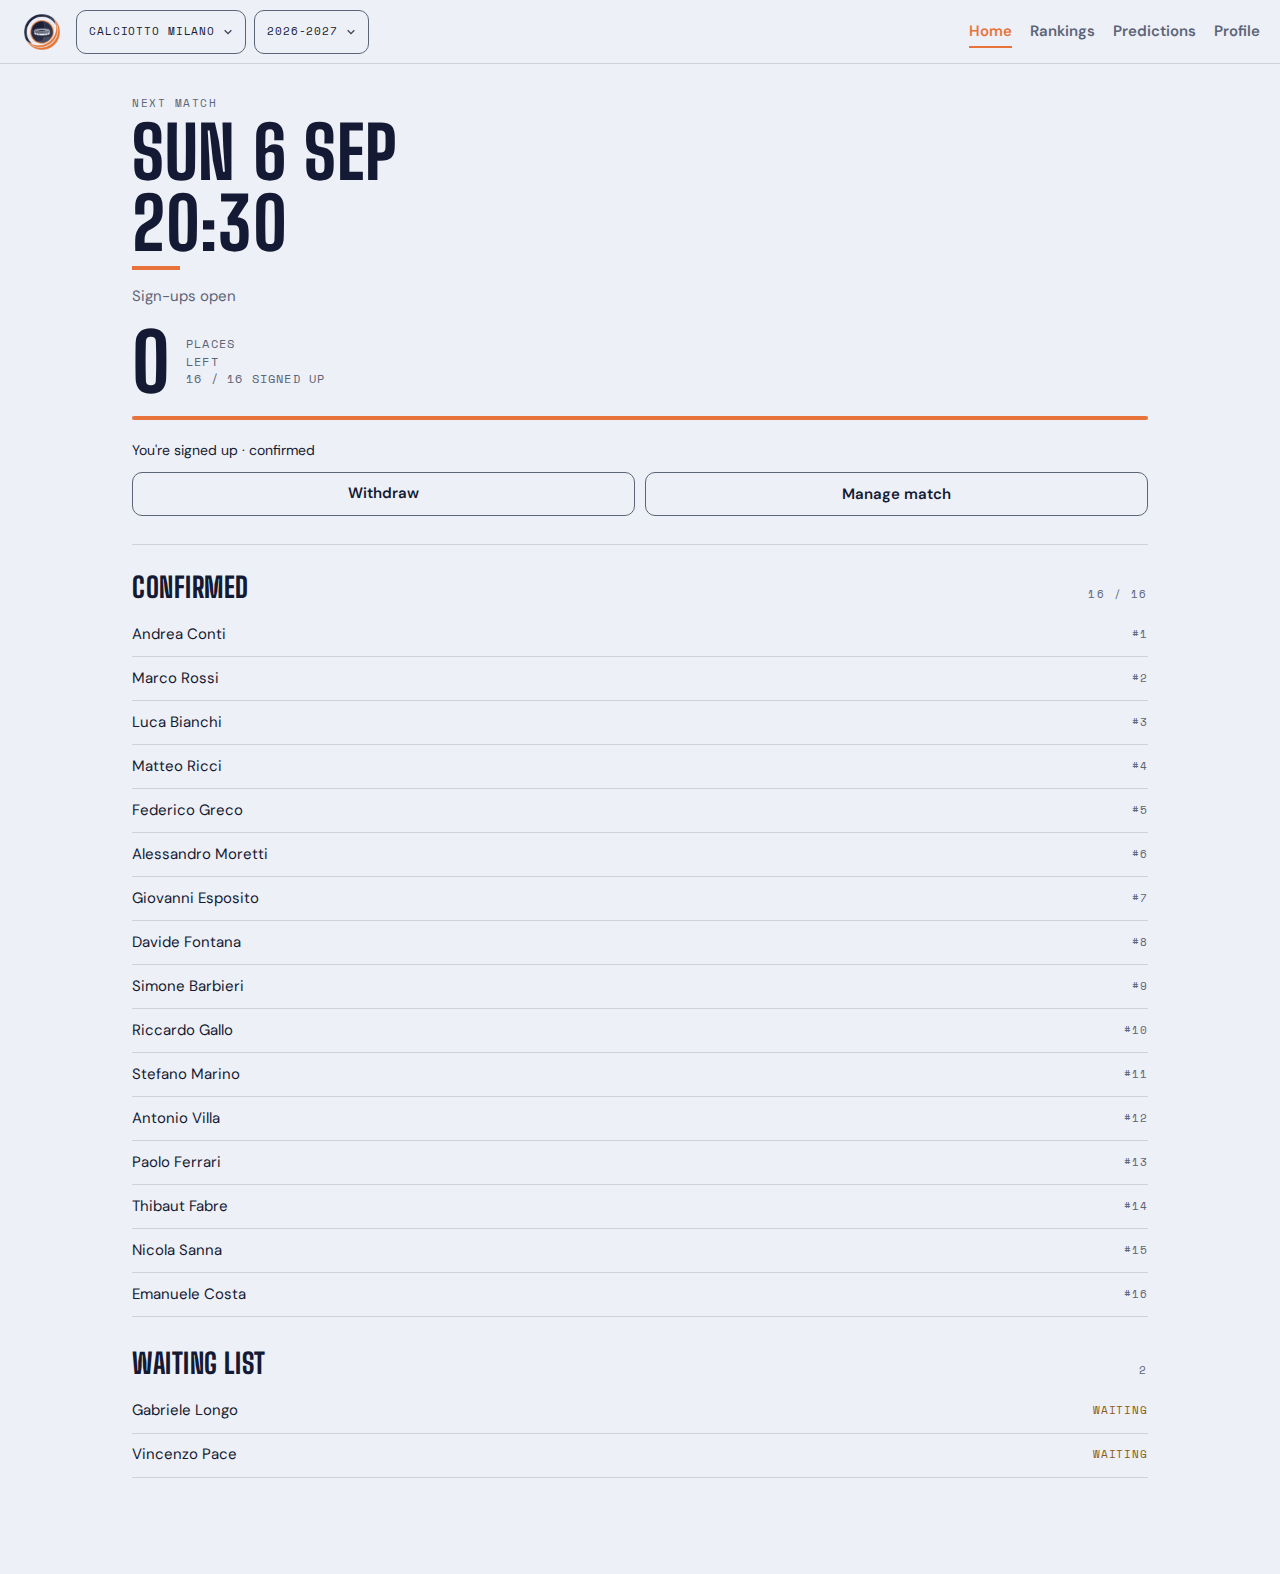 CALCIOTTO MILANO
2026-2027
Home
Rankings
Predictions
Profile
NEXT MATCH
SUN 6 SEP
20:30
Sign-ups open
0
PLACES
LEFT
16 / 16 SIGNED UP
You're signed up · confirmed
Withdraw
Manage match
CONFIRMED
16 / 16
Andrea Conti #1
Marco Rossi #2
Luca Bianchi #3
Matteo Ricci #4
Federico Greco #5
Alessandro Moretti #6
Giovanni Esposito #7
Davide Fontana #8
Simone Barbieri #9
Riccardo Gallo #10
Stefano Marino #11
Antonio Villa #12
Paolo Ferrari #13
Thibaut Fabre #14
Nicola Sanna #15
Emanuele Costa #16
WAITING LIST
2
Gabriele Longo WAITING
Vincenzo Pace WAITING